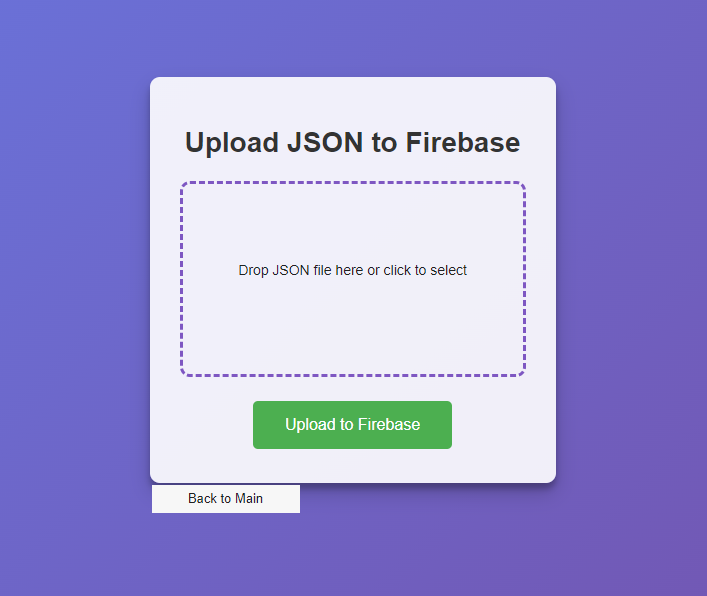 Upload JSON to Firebase
Drop JSON file here or click to select
Upload to Firebase
Back to Main